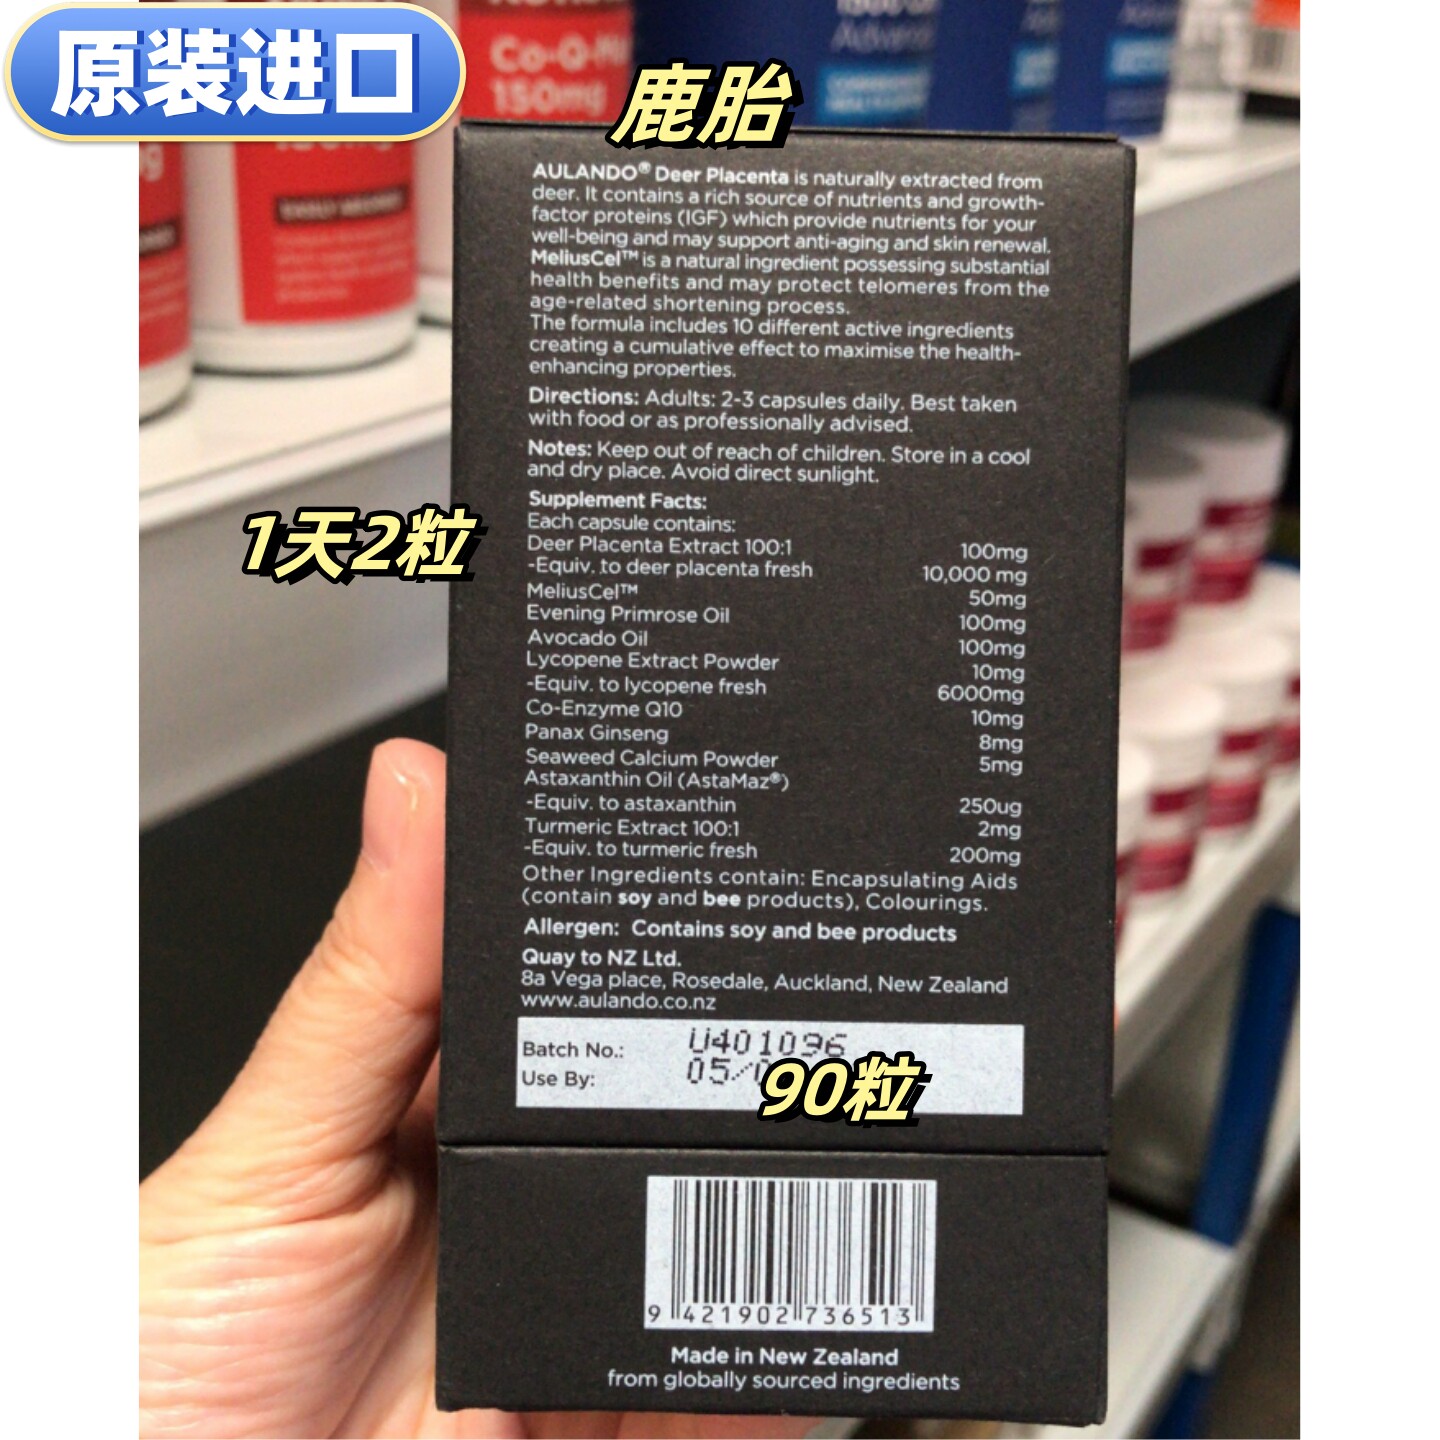 原装进口
Co-Q-
150mg
鹿胎
AULANDO® Deer Placenta is naturally extracted from
deer. It contains a rich source of nutrients and growth-
factor proteins (IGF) which provide nutrients for your
well-being and may support anti-aging and skin renewal.
MeliusCel™ is a natural ingredient possessing substantial
health benefits and may protect telomeres from the
age-related shortening process.
The formula includes 10 different active ingredients
creating a cumulative effect to maximise the health-
enhancing properties.
Directions: Adults: 2-3 capsules daily. Best taken
with food or as professionally advised.
Notes: Keep out of reach of children. Store in a cool
and dry place. Avoid direct sunlight.
1天2粒
Supplement Facts:
Each capsule contains:
Deer Placenta Extract 100:1 100mg
-Equiv. to deer placenta fresh 10,000 mg
MeliusCel™ 50mg
Evening Primrose Oil 100mg
Avocado Oil 100mg
Lycopene Extract Powder 10mg
-Equiv. to lycopene fresh 6000mg
Co-Enzyme Q10 10mg
Panax Ginseng 8mg
Seaweed Calcium Powder 5mg
Astaxanthin Oil (AstaMaz®)
-Equiv. to astaxanthin 250ug
Turmeric Extract 100:1 2mg
-Equiv. to turmeric fresh 200mg
Other Ingredients contain: Encapsulating Aids
(contain soy and bee products), Colourings.
Allergen: Contains soy and bee products
Quay to NZ Ltd.
8a Vega place, Rosedale, Auckland, New Zealand
www.aulando.co.nz
Batch No.: U401096
Use By: 05/
90粒
9 421902 736513
Made in New Zealand
from globally sourced ingredients